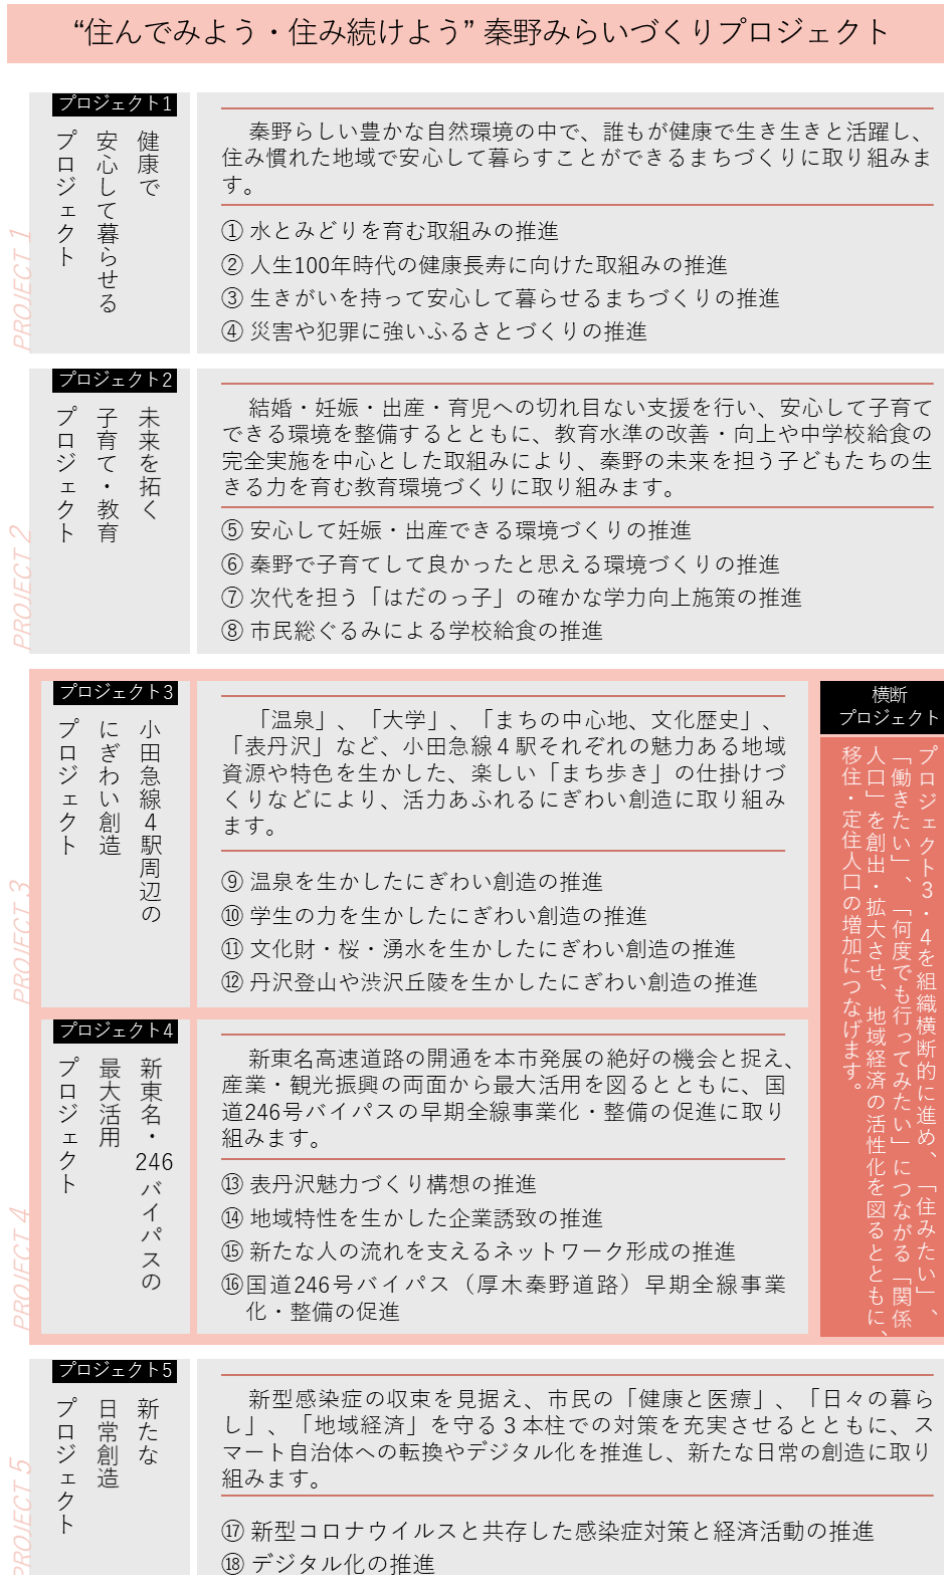 “住んでみよう・住み続けよう” 秦野みらいづくりプロジェクト
PROJECT 1
プロジェクト1
健康で
安心して暮らせる
プロジェクト
秦野らしい豊かな自然環境の中で、誰もが健康で生き生きと活躍し、
住み慣れた地域で安心して暮らすことができるまちづくりに取り組みま
す。
① 水とみどりを育む取組みの推進
② 人生100年時代の健康長寿に向けた取組みの推進
③ 生きがいを持って安心して暮らせるまちづくりの推進
④ 災害や犯罪に強いふるさとづくりの推進
PROJECT 2
プロジェクト2
未来を拓く
子育て・教育
プロジェクト
結婚・妊娠・出産・育児への切れ目ない支援を行い、安心して子育て
できる環境を整備するとともに、教育水準の改善・向上や中学校給食の
完全実施を中心とした取組みにより、秦野の未来を担う子どもたちの生
きる力を育む教育環境づくりに取り組みます。
⑤ 安心して妊娠・出産できる環境づくりの推進
⑥ 秦野で子育てして良かったと思える環境づくりの推進
⑦ 次代を担う「はだのっ子」の確かな学力向上施策の推進
⑧ 市民総ぐるみによる学校給食の推進
PROJECT 3
プロジェクト3
小田急線４駅周辺の
にぎわい創造
プロジェクト
「温泉」、「大学」、「まちの中心地、文化歴史」、
「表丹沢」など、小田急線４駅それぞれの魅力ある地域
資源や特色を生かした、楽しい「まち歩き」の仕掛けづ
くりなどにより、活力あふれるにぎわい創造に取り組み
ます。
⑨ 温泉を生かしたにぎわい創造の推進
⑩ 学生の力を生かしたにぎわい創造の推進
⑪ 文化財・桜・湧水を生かしたにぎわい創造の推進
⑫ 丹沢登山や渋沢丘陵を生かしたにぎわい創造の推進
PROJECT 4
プロジェクト4
新東名・246バイパスの
最大活用
プロジェクト
新東名高速道路の開通を本市発展の絶好の機会と捉え、
産業・観光振興の両面から最大活用を図るとともに、国
道246号バイパスの早期全線事業化・整備の促進に取り
組みます。
⑬ 表丹沢魅力づくり構想の推進
⑭ 地域特性を生かした企業誘致の推進
⑮ 新たな人の流れを支えるネットワーク形成の推進
⑯国道246号バイパス（厚木秦野道路）早期全線事業
化・整備の促進
横断
プロジェクト
プロジェクト３・４を組織横断的に進め、「住みたい」、
「働きたい」、「何度でも行ってみたい」につながる「関係
人口」を創出・拡大させ、地域経済の活性化を図るとともに、
移住・定住人口の増加につなげます。
PROJECT 5
プロジェクト5
新たな
日常創造
プロジェクト
新型感染症の収束を見据え、市民の「健康と医療」、「日々の暮ら
し」、「地域経済」を守る３本柱での対策を充実させるとともに、ス
マート自治体への転換やデジタル化を推進し、新たな日常の創造に取り
組みます。
⑰ 新型コロナウイルスと共存した感染症対策と経済活動の推進
⑱ デジタル化の推進